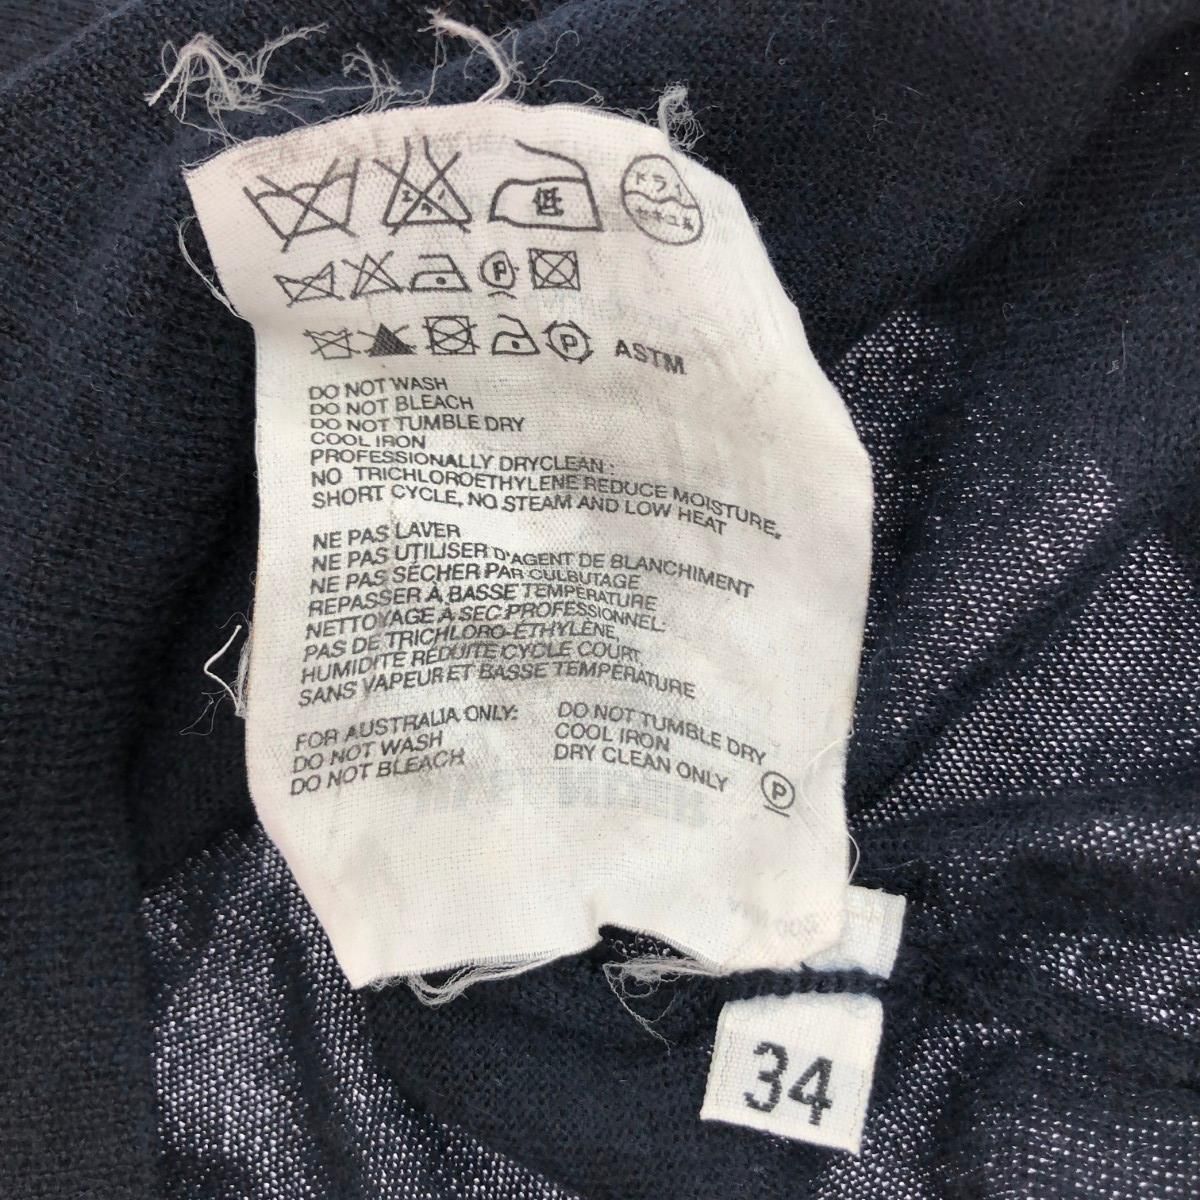 エンソ
低
ドライ
セキユ系
P
P
ASTM
DO NOT WASH
DO NOT BLEACH
DO NOT TUMBLE DRY
COOL IRON
PROFESSIONALLY DRYCLEAN:
NO TRICHLOROETHYLENE REDUCE MOISTURE,
SHORT CYCLE, NO STEAM AND LOW HEAT
NE PAS LAVER
NE PAS UTILISER D'AGENT DE BLANCHIMENT
NE PAS SÉCHER PAR CULBUTAGE
REPASSER À BASSE TEMPÉRATURE
NETTOYAGE À SEC PROFESSIONNEL:
PAS DE TRICHLORO-ÉTHYLÈNE,
HUMIDITE RÉDUITE CYCLE COURT
SANS VAPEUR ET BASSE TEMPÉRATURE
FOR AUSTRALIA ONLY:
DO NOT WASH
DO NOT BLEACH
DO NOT TUMBLE DRY
COOL IRON
DRY CLEAN ONLY
P
34